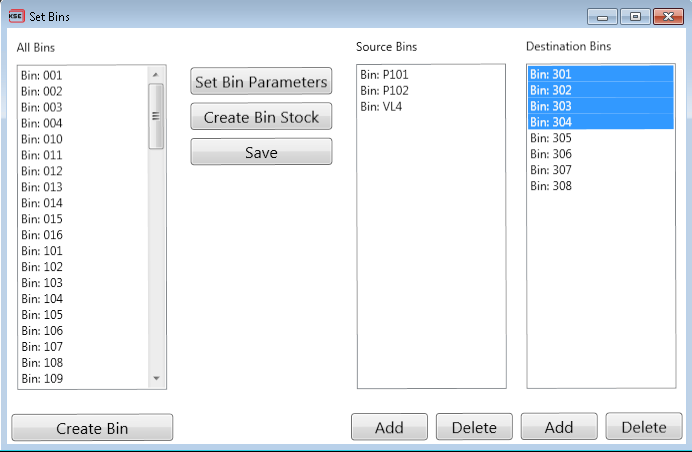 KSE Set Bins
All Bins
Bin: 001
Bin: 002
Bin: 003
Bin: 004
Bin: 010
Bin: 011
Bin: 012
Bin: 013
Bin: 014
Bin: 015
Bin: 016
Bin: 101
Bin: 102
Bin: 103
Bin: 104
Bin: 105
Bin: 106
Bin: 107
Bin: 108
Bin: 109
Create Bin
Set Bin Parameters
Create Bin Stock
Save
Source Bins
Bin: P101
Bin: P102
Bin: VL4
Add
Delete
Destination Bins
Bin: 301
Bin: 302
Bin: 303
Bin: 304
Bin: 305
Bin: 306
Bin: 307
Bin: 308
Add
Delete